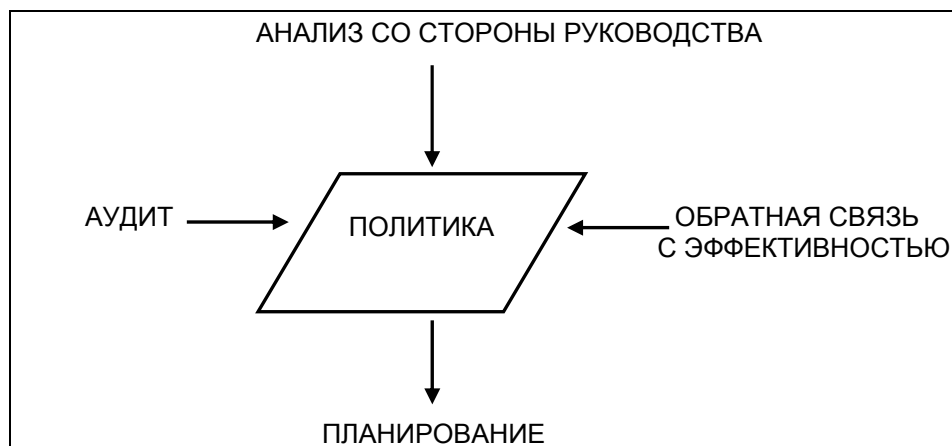 АНАЛИЗ СО СТОРОНЫ РУКОВОДСТВА
АУДИТ
ПОЛИТИКА
ОБРАТНАЯ СВЯЗЬ
С ЭФФЕКТИВНОСТЬЮ
ПЛАНИРОВАНИЕ